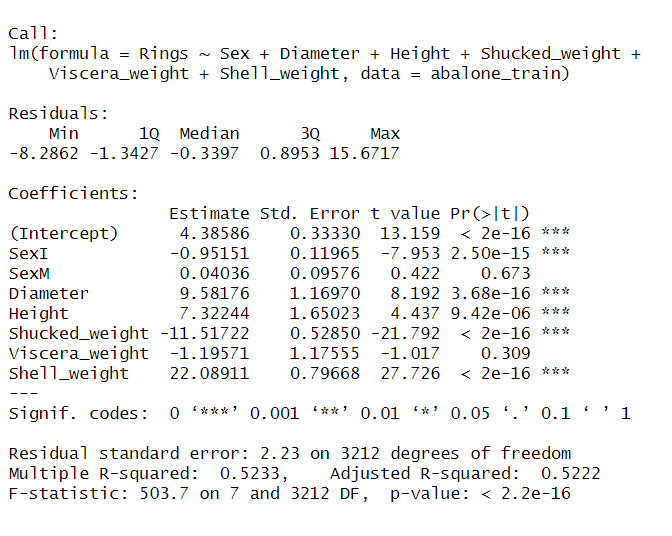 Call:
lm(formula = Rings ~ Sex + Diameter + Height + Shucked_weight +
    Viscera_weight + Shell_weight, data = abalone_train)

Residuals:
    Min      1Q  Median      3Q     Max
-8.2862 -1.3427 -0.3397  0.8953 15.6717

Coefficients:
                Estimate Std. Error t value Pr(>|t|)
(Intercept)      4.38586    0.33330  13.159  < 2e-16 ***
SexI            -0.95151    0.11965  -7.953 2.50e-15 ***
SexM             0.04036    0.09576   0.422    0.673
Diameter         9.58176    1.16970   8.192 3.68e-16 ***
Height           7.32244    1.65023   4.437 9.42e-06 ***
Shucked_weight -11.51722    0.52850 -21.792  < 2e-16 ***
Viscera_weight  -1.19571    1.17555  -1.017    0.309
Shell_weight    22.08911    0.79668  27.726  < 2e-16 ***
---
Signif. codes:  0 ‘***’ 0.001 ‘**’ 0.01 ‘*’ 0.05 ‘.’ 0.1 ‘ ’ 1

Residual standard error: 2.23 on 3212 degrees of freedom
Multiple R-squared:  0.5233,    Adjusted R-squared:  0.5222
F-statistic: 503.7 on 7 and 3212 DF,  p-value: < 2.2e-16